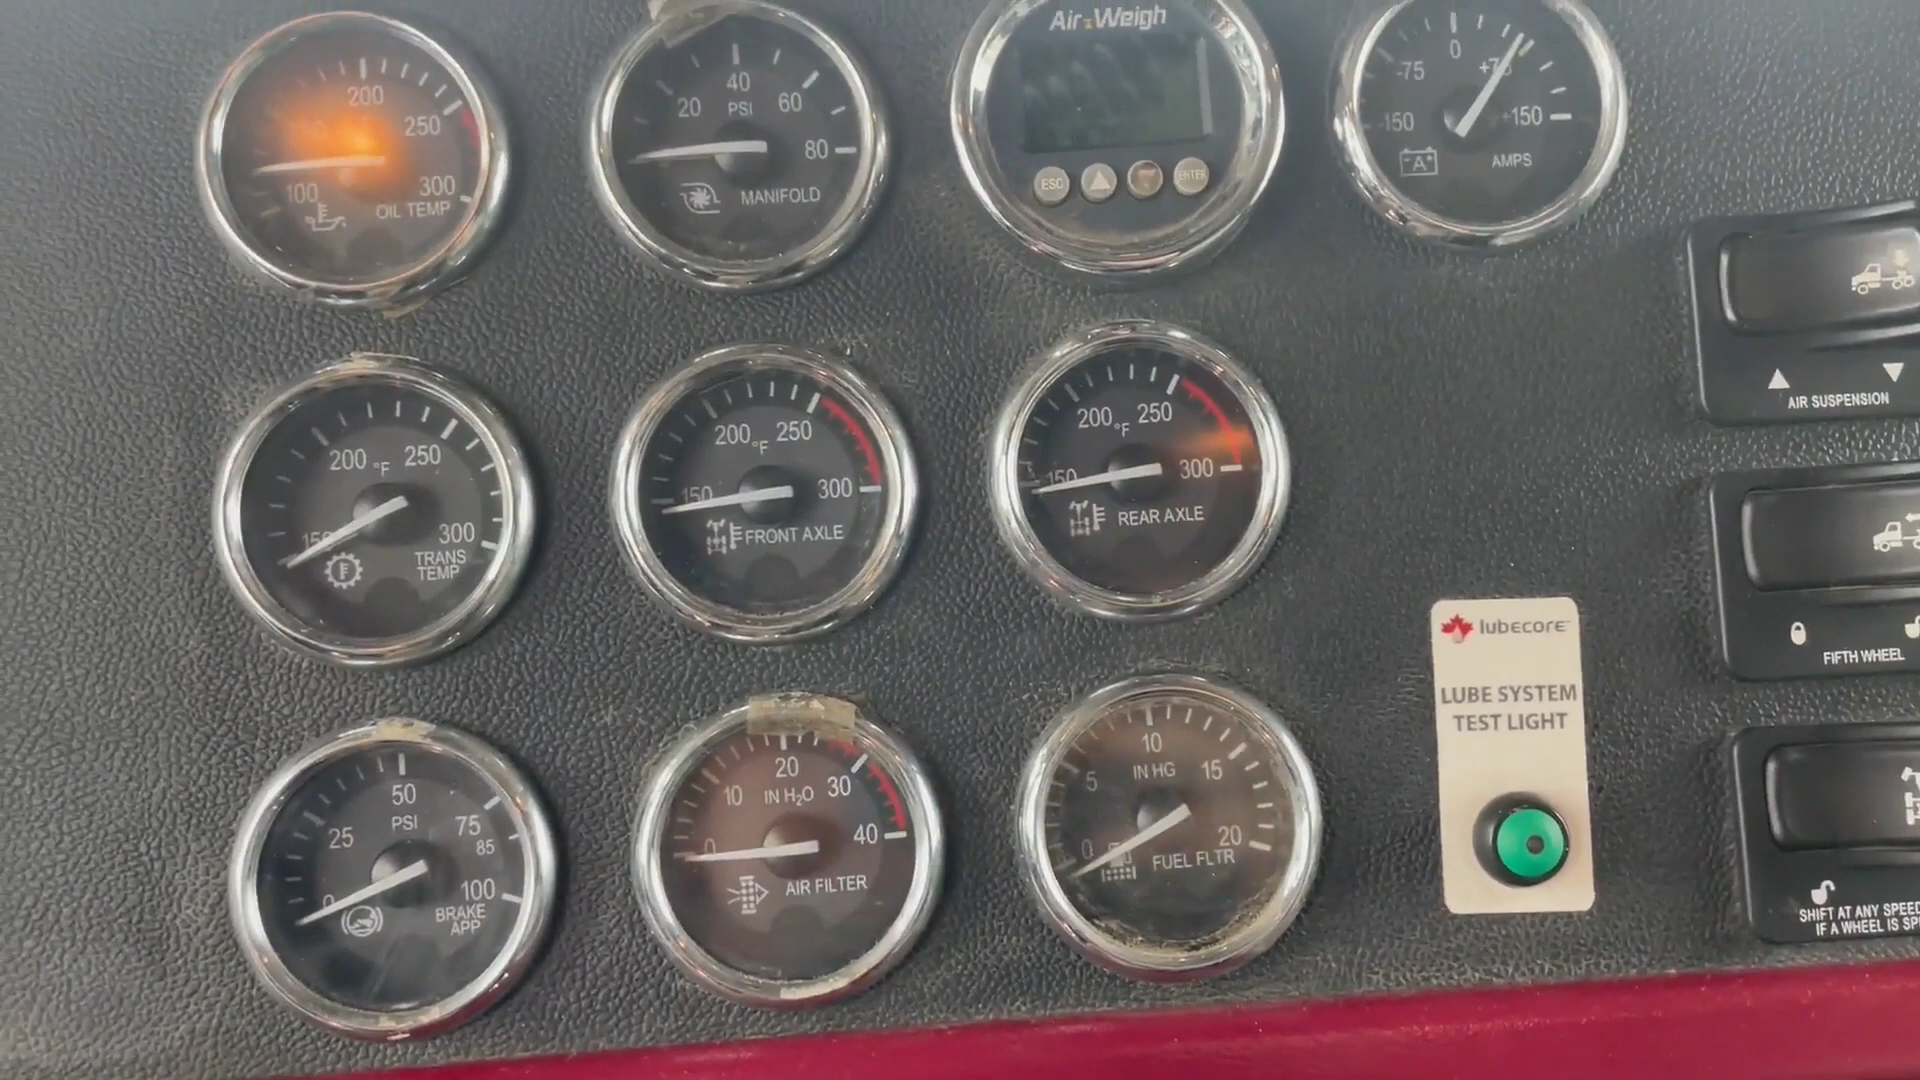 200
250
100
300
OIL TEMP
40
20
PSI
60
80
MANIFOLD
Air-Weigh
ESC
ENTER
0
-75
150
+150
AMPS
A
AIR SUSPENSION
200 °F 250
300
TRANS
TEMP
200 °F 250
150
300
FRONT AXLE
200 °F 250
150
300
REAR AXLE
FIFTH WHEEL
lubecore
LUBE SYSTEM
TEST LIGHT
50
PSI
25
75
85
0
100
BRAKE
APP
20
10
IN H₂O
30
0
40
AIR FILTER
10
5
IN HG
15
0
20
FUEL FLTR
SHIFT AT ANY SPEED
IF A WHEEL IS